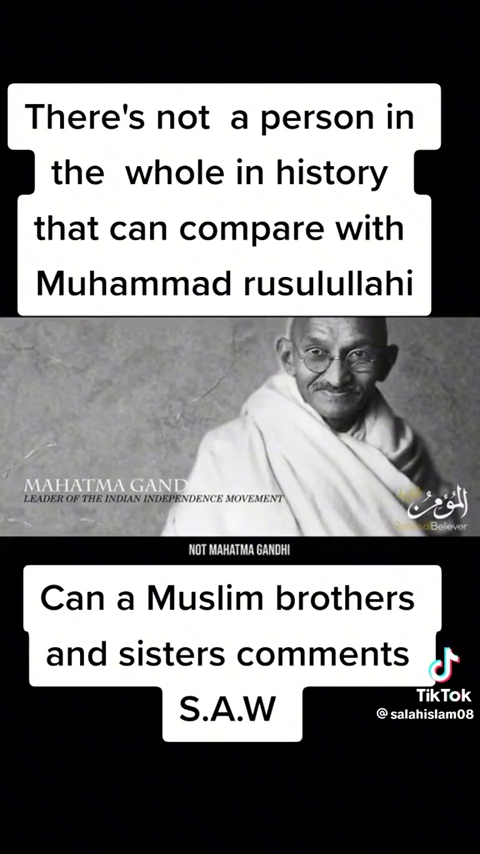 There's not a person in
the whole in history
that can compare with
Muhammad rusulullahi
MAHATMA GAND
LEADER OF THE INDIAN INDEPENDENCE MOVEMENT
المؤمن
Believer
NOT MAHATMA GANDHI
Can a Muslim brothers
and sisters comments
S.A.W
TikTok
@ salahislam08